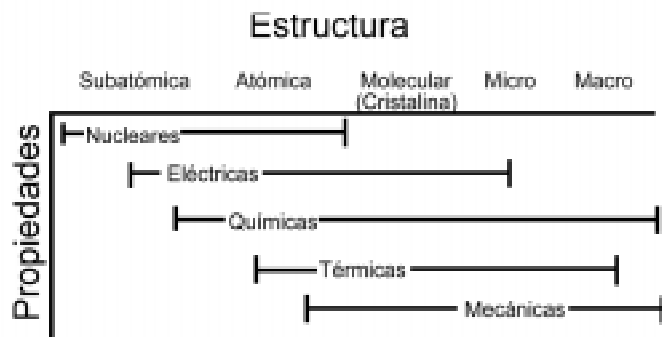 Estructura
Subatómica Atómica Molecular Micro Macro
(Cristalina)
Propiedades
Nucleares
Eléctricas
Químicas
Térmicas
Mecánicas